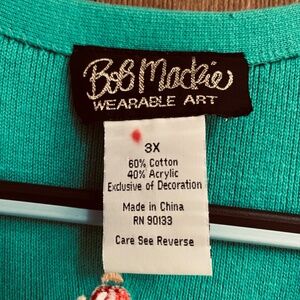 Bob Mackie
WEARABLE ART
3X
60% Cotton
40% Acrylic
Exclusive of Decoration
Made in China
RN 90133
Care See Reverse